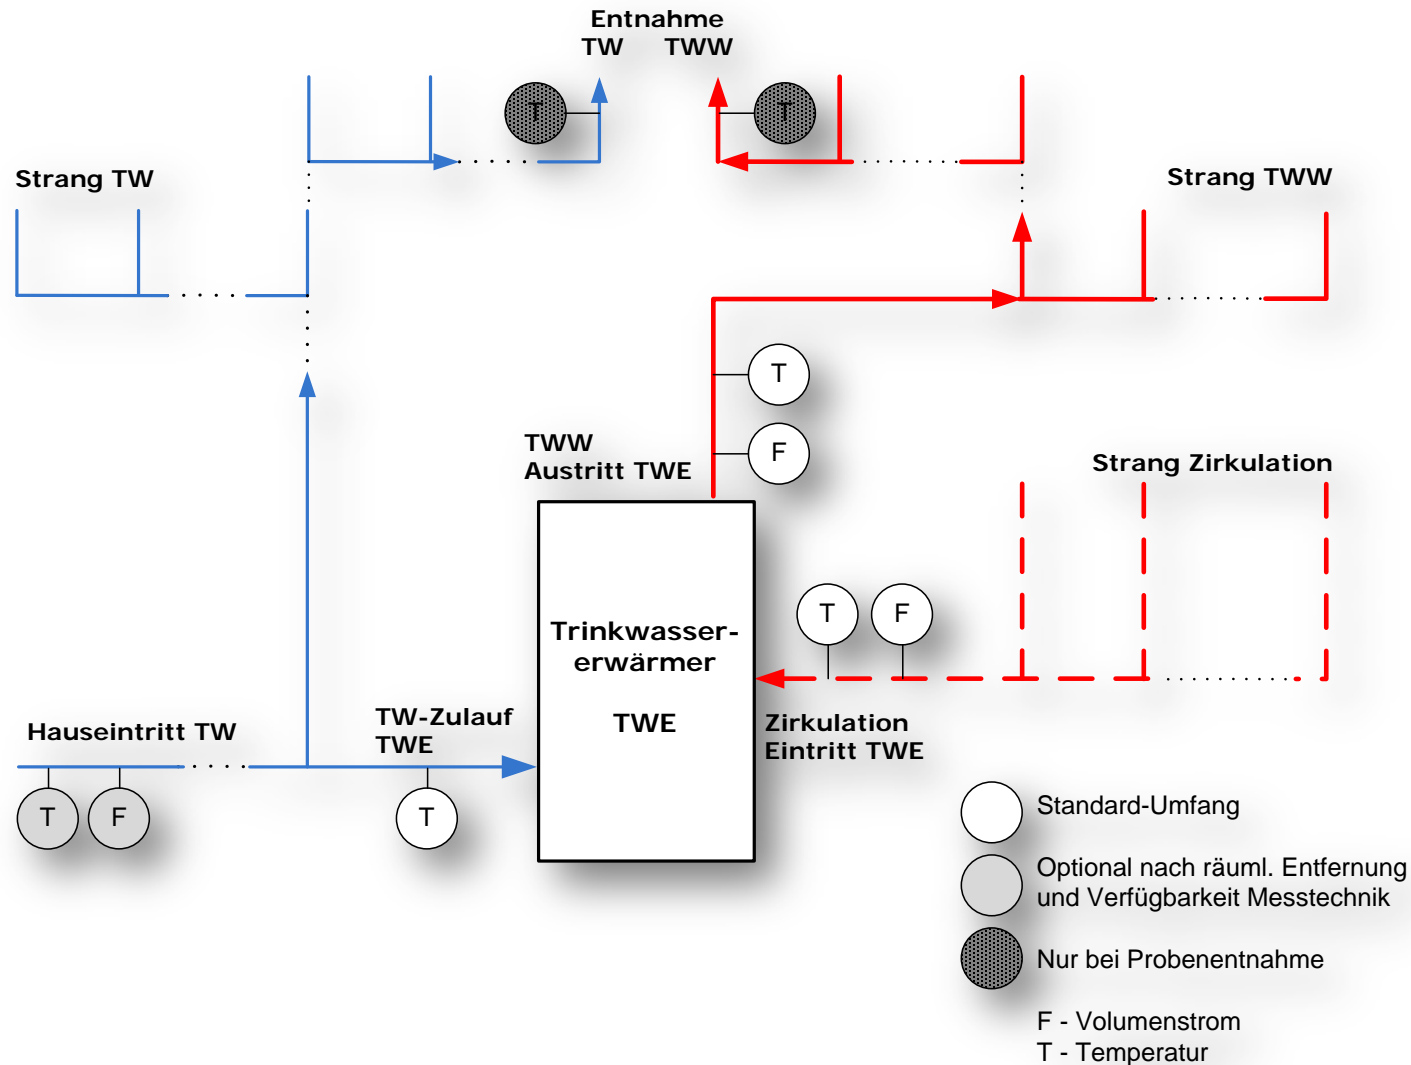 Entnahme
TW TWW
T
T
Strang TW
Strang TWW
T
F
TWW
Austritt TWE
Strang Zirkulation
T
F
Trinkwasser-
erwärmer
TWE
Zirkulation
Eintritt TWE
Hauseintritt TW
TW-Zulauf
TWE
T
F
T
Standard-Umfang
Optional nach räuml. Entfernung
und Verfügbarkeit Messtechnik
Nur bei Probenentnahme
F - Volumenstrom
T - Temperatur